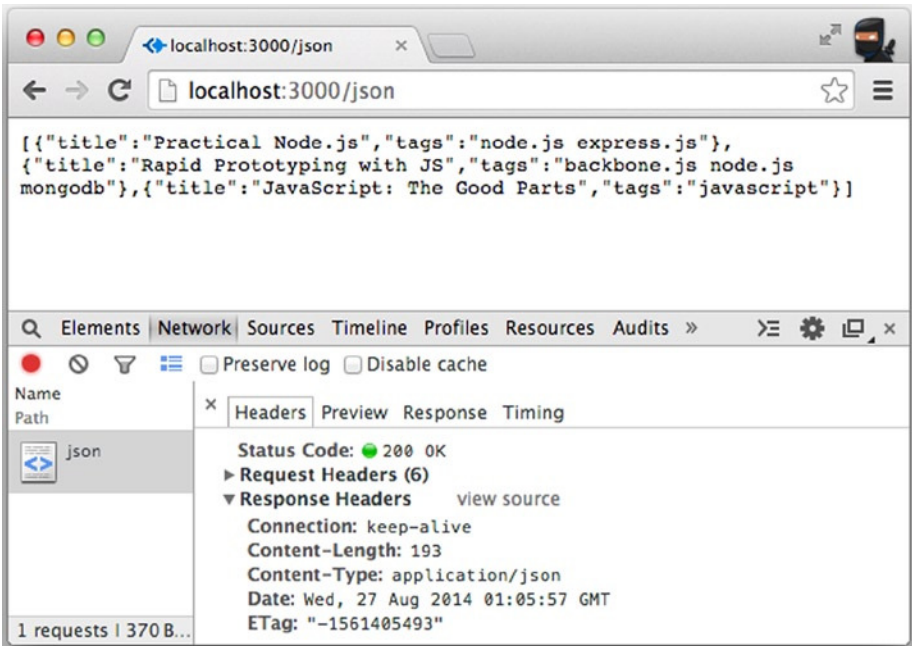 localhost:3000/json
localhost:3000/json
[{"title":"Practical Node.js","tags":"node.js express.js"},
{"title":"Rapid Prototyping with JS","tags":"backbone.js node.js
mongodb"},{"title":"JavaScript: The Good Parts","tags":"javascript"}]
Elements Network Sources Timeline Profiles Resources Audits »
Preserve log Disable cache
Name
Path
Headers Preview Response Timing
json
Status Code: 200 OK
Request Headers (6)
Response Headers view source
Connection: keep-alive
Content-Length: 193
Content-Type: application/json
Date: Wed, 27 Aug 2014 01:05:57 GMT
ETag: "-1561405493"
1 requests | 370 B...